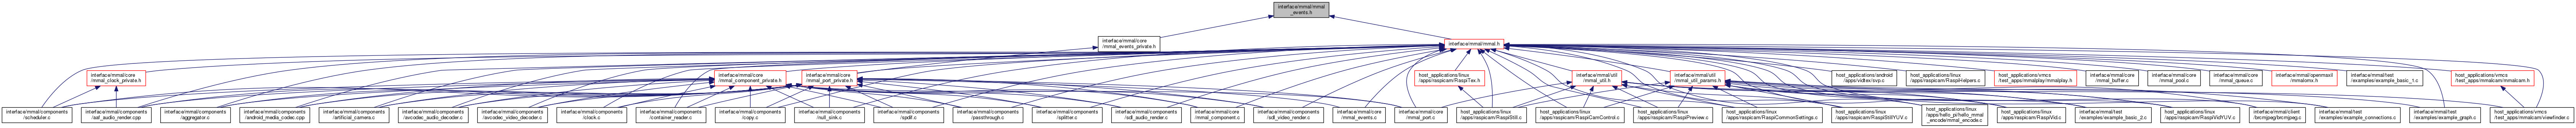 interface/mmal/mmal
_events.h
interface/mmal/core
/mmal_events_private.h
interface/mmal/mmal.h
interface/mmal/core
/mmal_clock_private.h
interface/mmal/core
/mmal_component_private.h
interface/mmal/core
/mmal_port_private.h
host_applications/linux
/apps/raspicam/RaspiTex.h
interface/mmal/util
/mmal_util.h
interface/mmal/util
/mmal_util_params.h
host_applications/android
/apps/vidtex/svp.c
host_applications/linux
/apps/raspicam/RaspiHelpers.c
host_applications/vmcs
/test_apps/mmalplay/mmalplay.h
interface/mmal/core
/mmal_buffer.c
interface/mmal/core
/mmal_pool.c
interface/mmal/core
/mmal_queue.c
interface/mmal/openmaxil
/mmalomx.h
interface/mmal/test
/examples/example_basic_1.c
host_applications/vmcs
/test_apps/mmalcam/mmalcam.h
interface/mmal/components
/scheduler.c
interface/mmal/components
/aaf_audio_render.cpp
interface/mmal/components
/aggregator.c
interface/mmal/components
/android_media_codec.cpp
interface/mmal/components
/artificial_camera.c
interface/mmal/components
/avcodec_audio_decoder.c
interface/mmal/components
/avcodec_video_decoder.c
interface/mmal/components
/clock.c
interface/mmal/components
/container_reader.c
interface/mmal/components
/copy.c
interface/mmal/components
/null_sink.c
interface/mmal/components
/spdif.c
interface/mmal/components
/passthrough.c
interface/mmal/components
/splitter.c
interface/mmal/components
/sdl_audio_render.c
interface/mmal/core
/mmal_component.c
interface/mmal/components
/sdl_video_render.c
interface/mmal/core
/mmal_events.c
interface/mmal/core
/mmal_port.c
host_applications/linux
/apps/raspicam/RaspiStill.c
host_applications/linux
/apps/raspicam/RaspiCamControl.c
host_applications/linux
/apps/raspicam/RaspiPreview.c
host_applications/linux
/apps/raspicam/RaspiCommonSettings.c
host_applications/linux
/apps/raspicam/RaspiStillYUV.c
host_applications/linux
/apps/hello_pi/hello_mmal
_encode/mmal_encode.c
host_applications/linux
/apps/raspicam/RaspiVid.c
interface/mmal/test
/examples/example_basic_2.c
host_applications/linux
/apps/raspicam/RaspiVidYUV.c
interface/mmal/client
/brcmjpeg/brcmjpeg.c
interface/mmal/test
/examples/example_connections.c
interface/mmal/test
/examples/example_graph.c
host_applications/vmcs
/test_apps/mmalcam/viewfinder.c